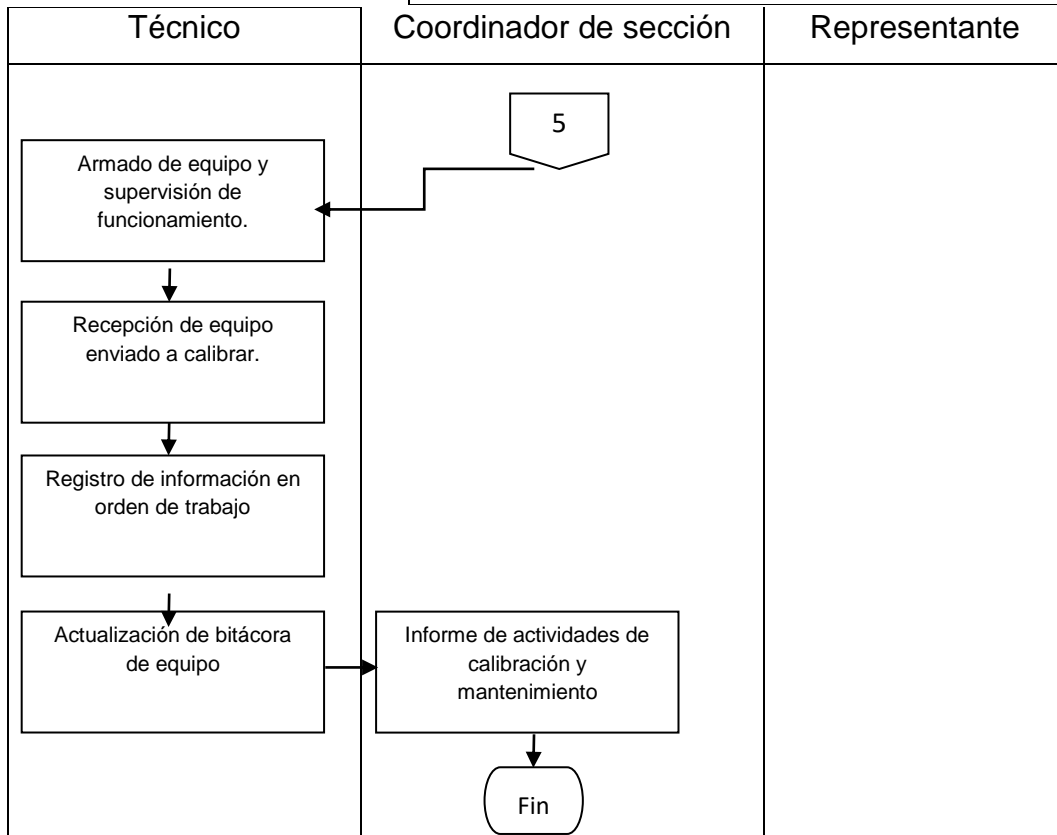 Técnico
Coordinador de sección
Representante
5
Armado de equipo y
supervisión de
funcionamiento.
Recepción de equipo
enviado a calibrar.
Registro de información en
orden de trabajo
Actualización de bitácora
de equipo
Informe de actividades de
calibración y
mantenimiento
Fin